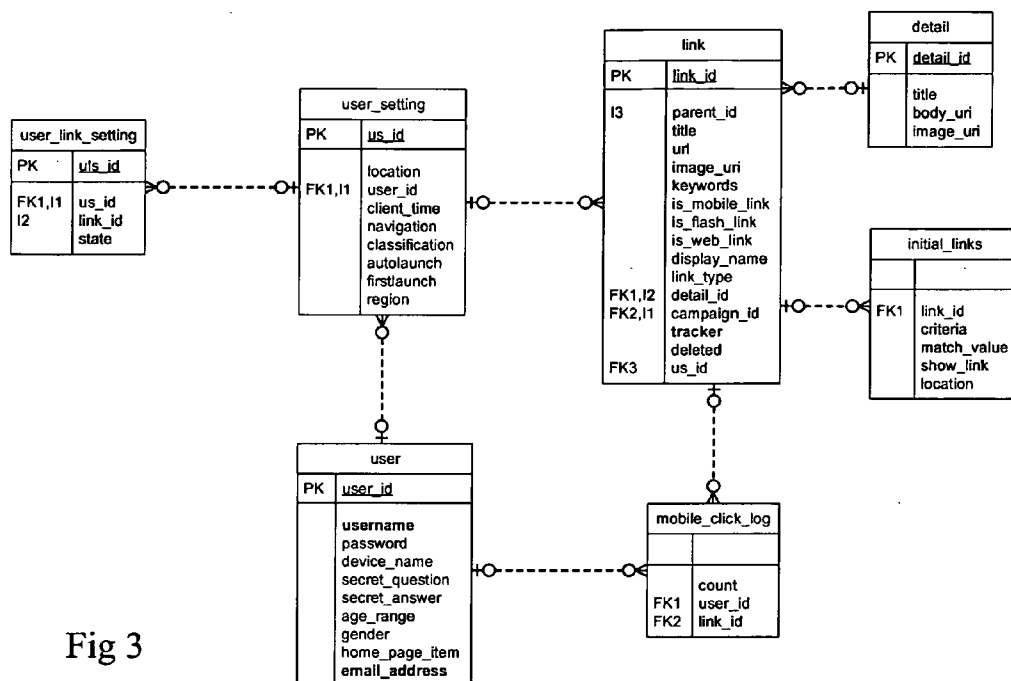 user_link_setting
PK uls_id
FK1,I1 us_id
I2 link_id
state
user_setting
PK us_id
location
FK1,I1 user_id
client_time
navigation
classification
autolaunch
firstlaunch
region
link
PK link_id
I3 parent_id
title
url
image_uri
keywords
is_mobile_link
is_flash_link
is_web_link
display_name
link_type
FK1,I2 detail_id
FK2,I1 campaign_id
tracker
deleted
FK3 us_id
detail
PK detail_id
title
body_uri
image_uri
initial_links
FK1 link_id
criteria
match_value
show_link
location
user
PK user_id
username
password
device_name
secret_question
secret_answer
age_range
gender
home_page_item
email_address
mobile_click_log
count
FK1 user_id
FK2 link_id
Fig 3